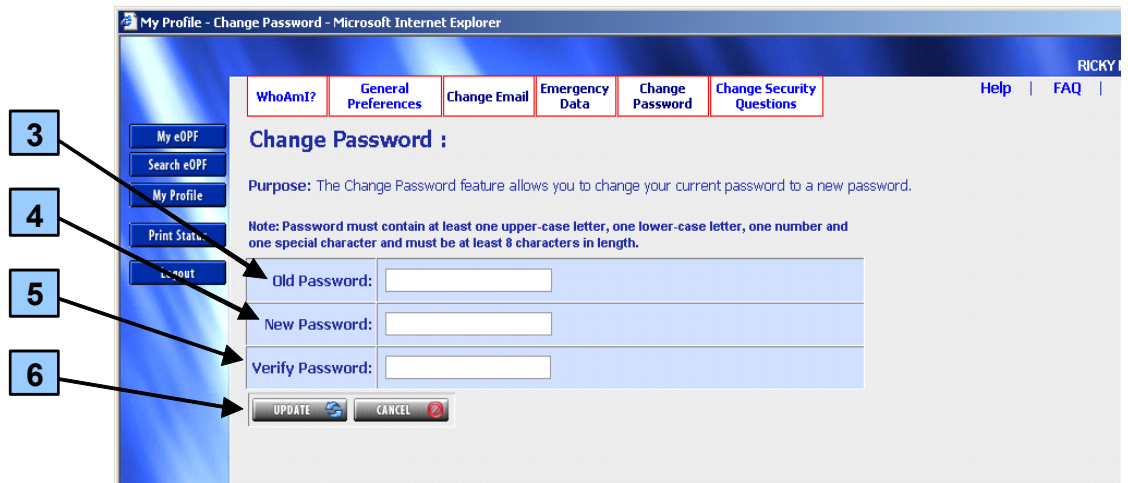 My Profile - Change Password - Microsoft Internet Explorer
RICKY
WhoAmI?
General
Preferences
Change Email
Emergency
Data
Change
Password
Change Security
Questions
Help | FAQ |
3
4
5
6
My eOPF
Search eOPF
My Profile
Print Status
Logout
Change Password :
Purpose: The Change Password feature allows you to change your current password to a new password.
Note: Password must contain at least one upper-case letter, one lower-case letter, one number and
one special character and must be at least 8 characters in length.
Old Password:
New Password:
Verify Password:
UPDATE CANCEL